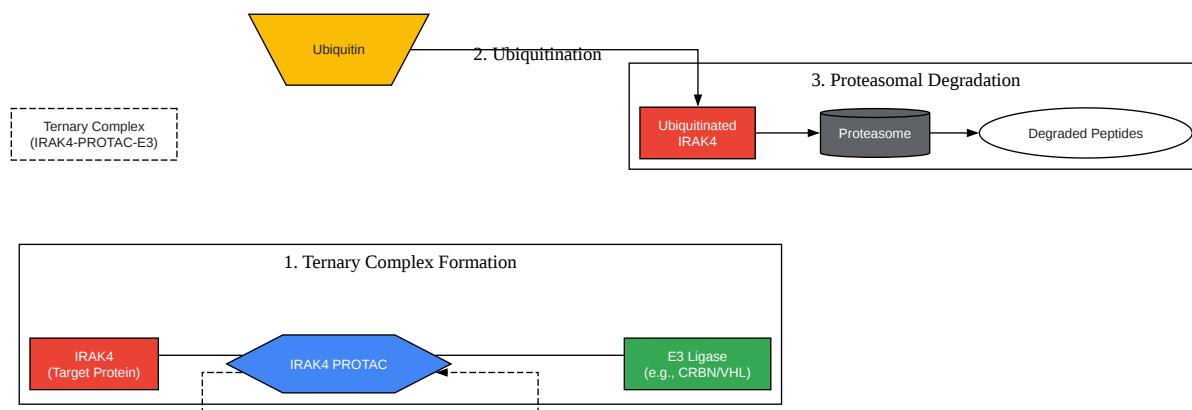 Ubiquitin
2. Ubiquitination
3. Proteasomal Degradation
Ternary Complex
(IRAK4-PROTAC-E3)
Ubiquitinated
IRAK4
Proteasome
Degraded Peptides
1. Ternary Complex Formation
IRAK4
(Target Protein)
IRAK4 PROTAC
E3 Ligase
(e.g., CRBN/VHL)